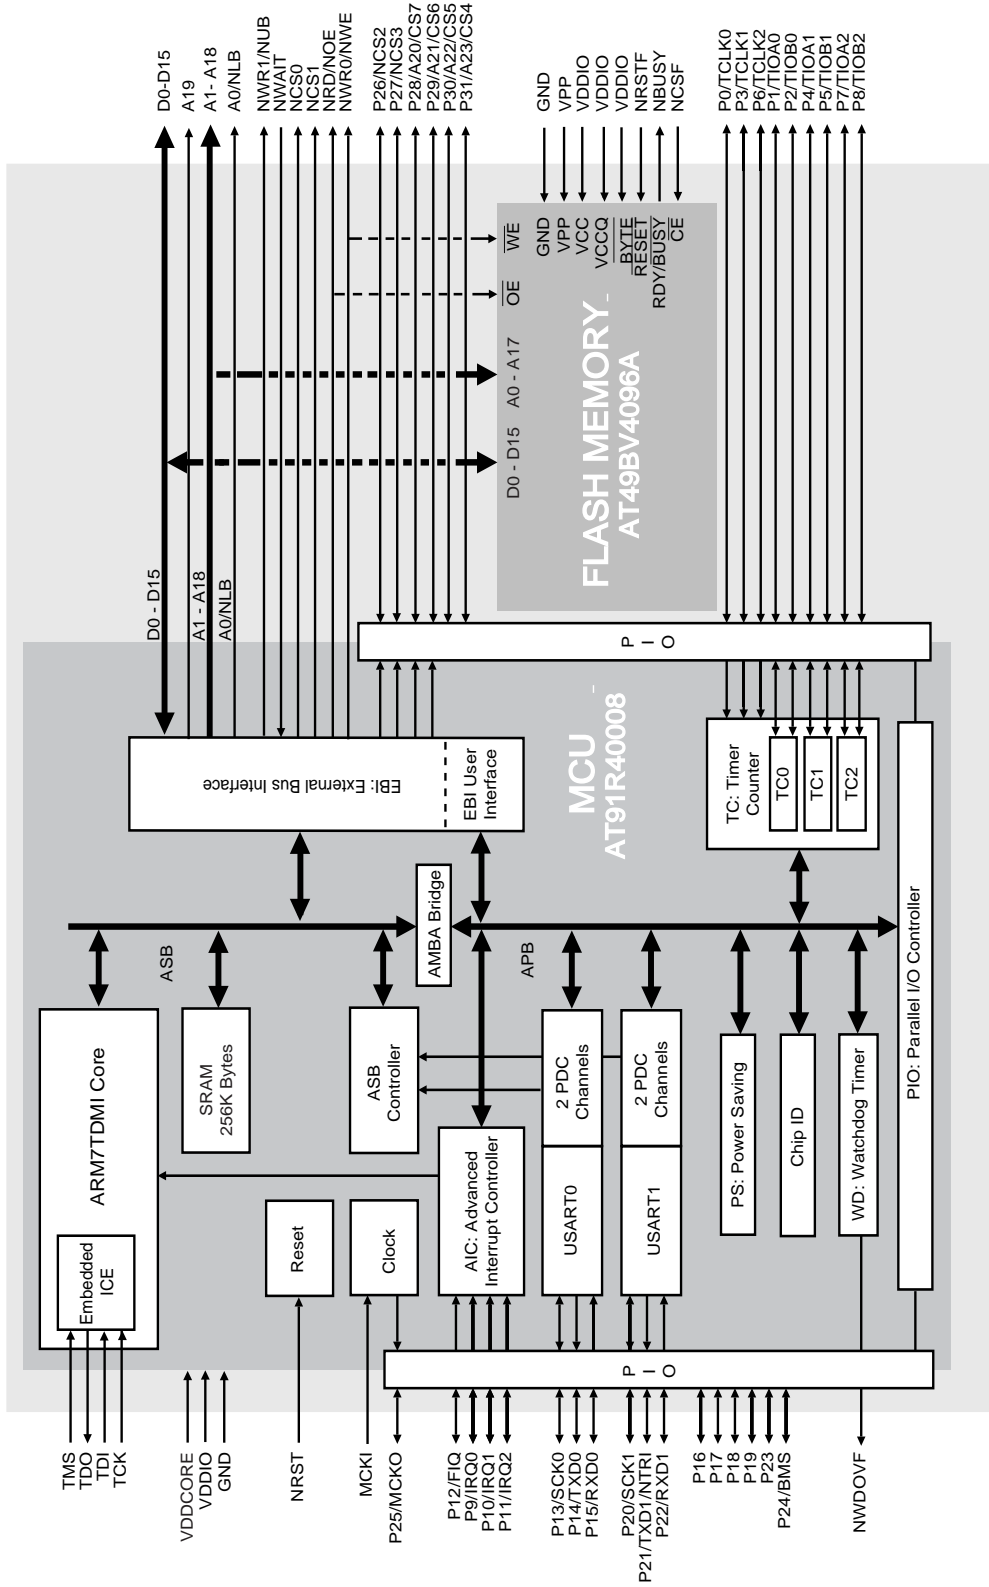 TMS
TDO
TDI
TCK
VDDCORE
VDDIO
GND
NRST
MCKI
P25/MCKO
P12/FIQ
P9/IRQ0
P10/IRQ1
P11/IRQ2
P13/SCK0
P14/TXD0
P15/RXD0
P20/SCK1
P21/TXD1/NTRI
P22/RXD1
P16
P17
P18
P19
P23
P24/BMS
NWDOVF
P
I
O
Embedded
ICE
ARM7TDMI Core
Reset
Clock
SRAM
256K Bytes
ASB
Controller
AIC: Advanced
Interrupt Controller
USART0
2 PDC
Channels
USART1
2 PDC
Channels
PS: Power Saving
Chip ID
WD: Watchdog Timer
PIO: Parallel I/O Controller
ASB
AMBA Bridge
APB
EBI: External Bus Interface
EBI User
Interface
MCU
AT91R40008
TC: Timer
Counter
TC0
TC1
TC2
P
I
O
D0 - D15
A1 - A18
A0/NLB
FLASH MEMORY
AT49BV4096A
D0 - D15
A0 - A17
OE
WE
GND
VPP
VCC
VCCQ
BYTE
RESET
RDY/BUSY
CE
D0-D15
A19
A1- A18
A0/NLB
NWR1/NUB
NWAIT
NCS0
NCS1
NRD/NOE
NWR0/NWE
P26/NCS2
P27/NCS3
P28/A20/CS7
P29/A21/CS6
P30/A22/CS5
P31/A23/CS4
GND
VPP
VDDIO
VDDIO
VDDIO
NRSTF
NBUSY
NCSF
P0/TCLK0
P3/TCLK1
P6/TCLK2
P1/TIOA0
P2/TIOB0
P4/TIOA1
P5/TIOB1
P7/TIOA2
P8/TIOB2